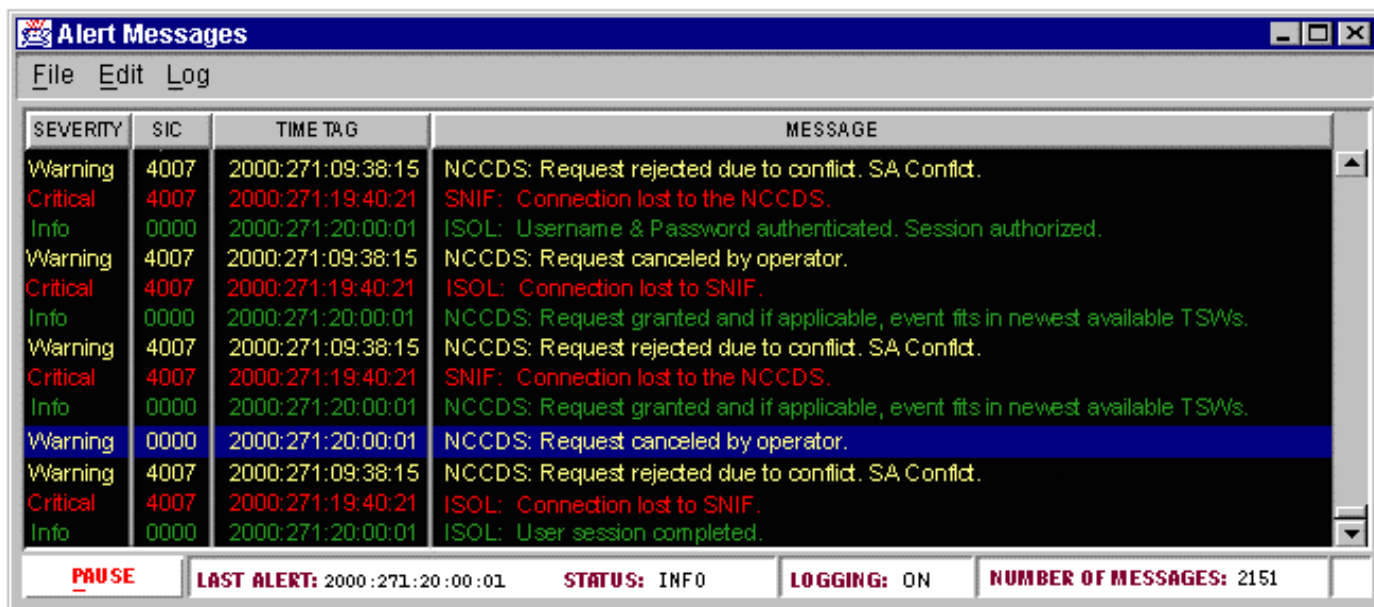 Alert Messages
File Edit Log
SEVERITY SIC TIME TAG MESSAGE
Warning 4007 2000:271:09:38:15 NCCDS: Request rejected due to conflict. SA Conflct.
Critical 4007 2000:271:19:40:21 SNIF: Connection lost to the NCCDS.
Info 0000 2000:271:20:00:01 ISOL: Username & Password authenticated. Session authorized.
Warning 4007 2000:271:09:38:15 NCCDS: Request canceled by operator.
Critical 4007 2000:271:19:40:21 ISOL: Connection lost to SNIF.
Info 0000 2000:271:20:00:01 NCCDS: Request granted and if applicable, event fits in newest available TSWs.
Warning 4007 2000:271:09:38:15 NCCDS: Request rejected due to conflict. SA Conflct.
Critical 4007 2000:271:19:40:21 SNIF: Connection lost to the NCCDS.
Info 0000 2000:271:20:00:01 NCCDS: Request granted and if applicable, event fits in newest available TSWs.
Warning 0000 2000:271:20:00:01 NCCDS: Request canceled by operator.
Warning 4007 2000:271:09:38:15 NCCDS: Request rejected due to conflict. SA Conflct.
Critical 4007 2000:271:19:40:21 ISOL: Connection lost to SNIF.
Info 0000 2000:271:20:00:01 ISOL: User session completed.
PAUSE LAST ALERT: 2000:271:20:00:01 STATUS: INFO LOGGING: ON NUMBER OF MESSAGES: 2151